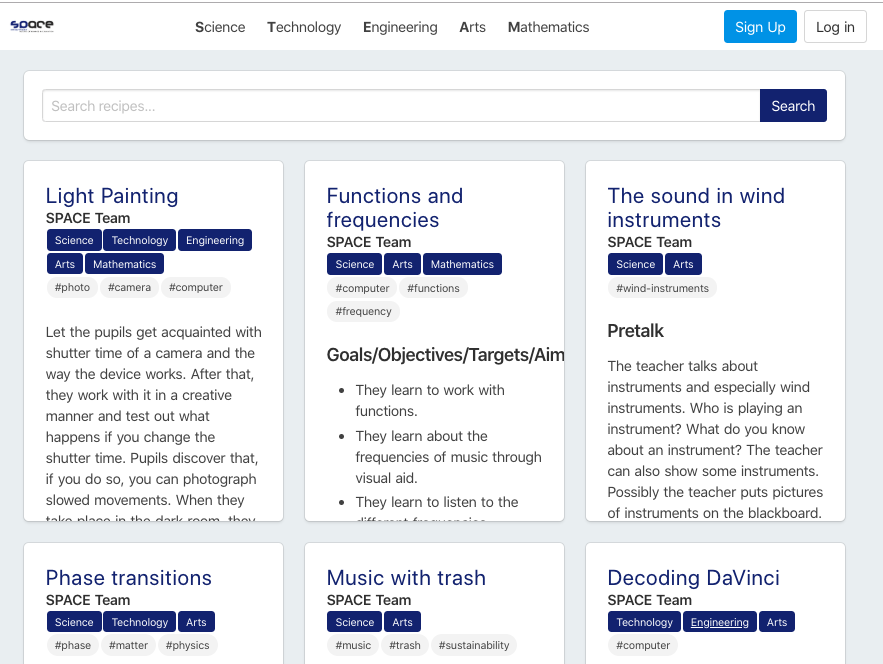 SPACE
Science Technology Engineering Arts Mathematics
Sign Up Log in
Search recipes...
Search
Light Painting
SPACE Team
Science Technology Engineering
Arts Mathematics
#photo #camera #computer
Let the pupils get acquainted with
shutter time of a camera and the
way the device works. After that,
they work with it in a creative
manner and test out what
happens if you change the
shutter time. Pupils discover that,
if you do so, you can photograph
slowed movements. When they
take place in the dark room, they
Functions and
frequencies
SPACE Team
Science Arts Mathematics
#computer #functions
#frequency
Goals/Objectives/Targets/Aim
They learn to work with
functions.
They learn about the
frequencies of music through
visual aid.
They learn to listen to the
different frequencies
The sound in wind
instruments
SPACE Team
Science Arts
#wind-instruments
Pretalk
The teacher talks about
instruments and especially wind
instruments. Who is playing an
instrument? What do you know
about an instrument? The teacher
can also show some instruments.
Possibly the teacher puts pictures
of instruments on the blackboard.
Phase transitions
SPACE Team
Science Technology Arts
#phase #matter #physics
Music with trash
SPACE Team
Science Arts
#music #trash #sustainability
Decoding DaVinci
SPACE Team
Technology Engineering Arts
#computer